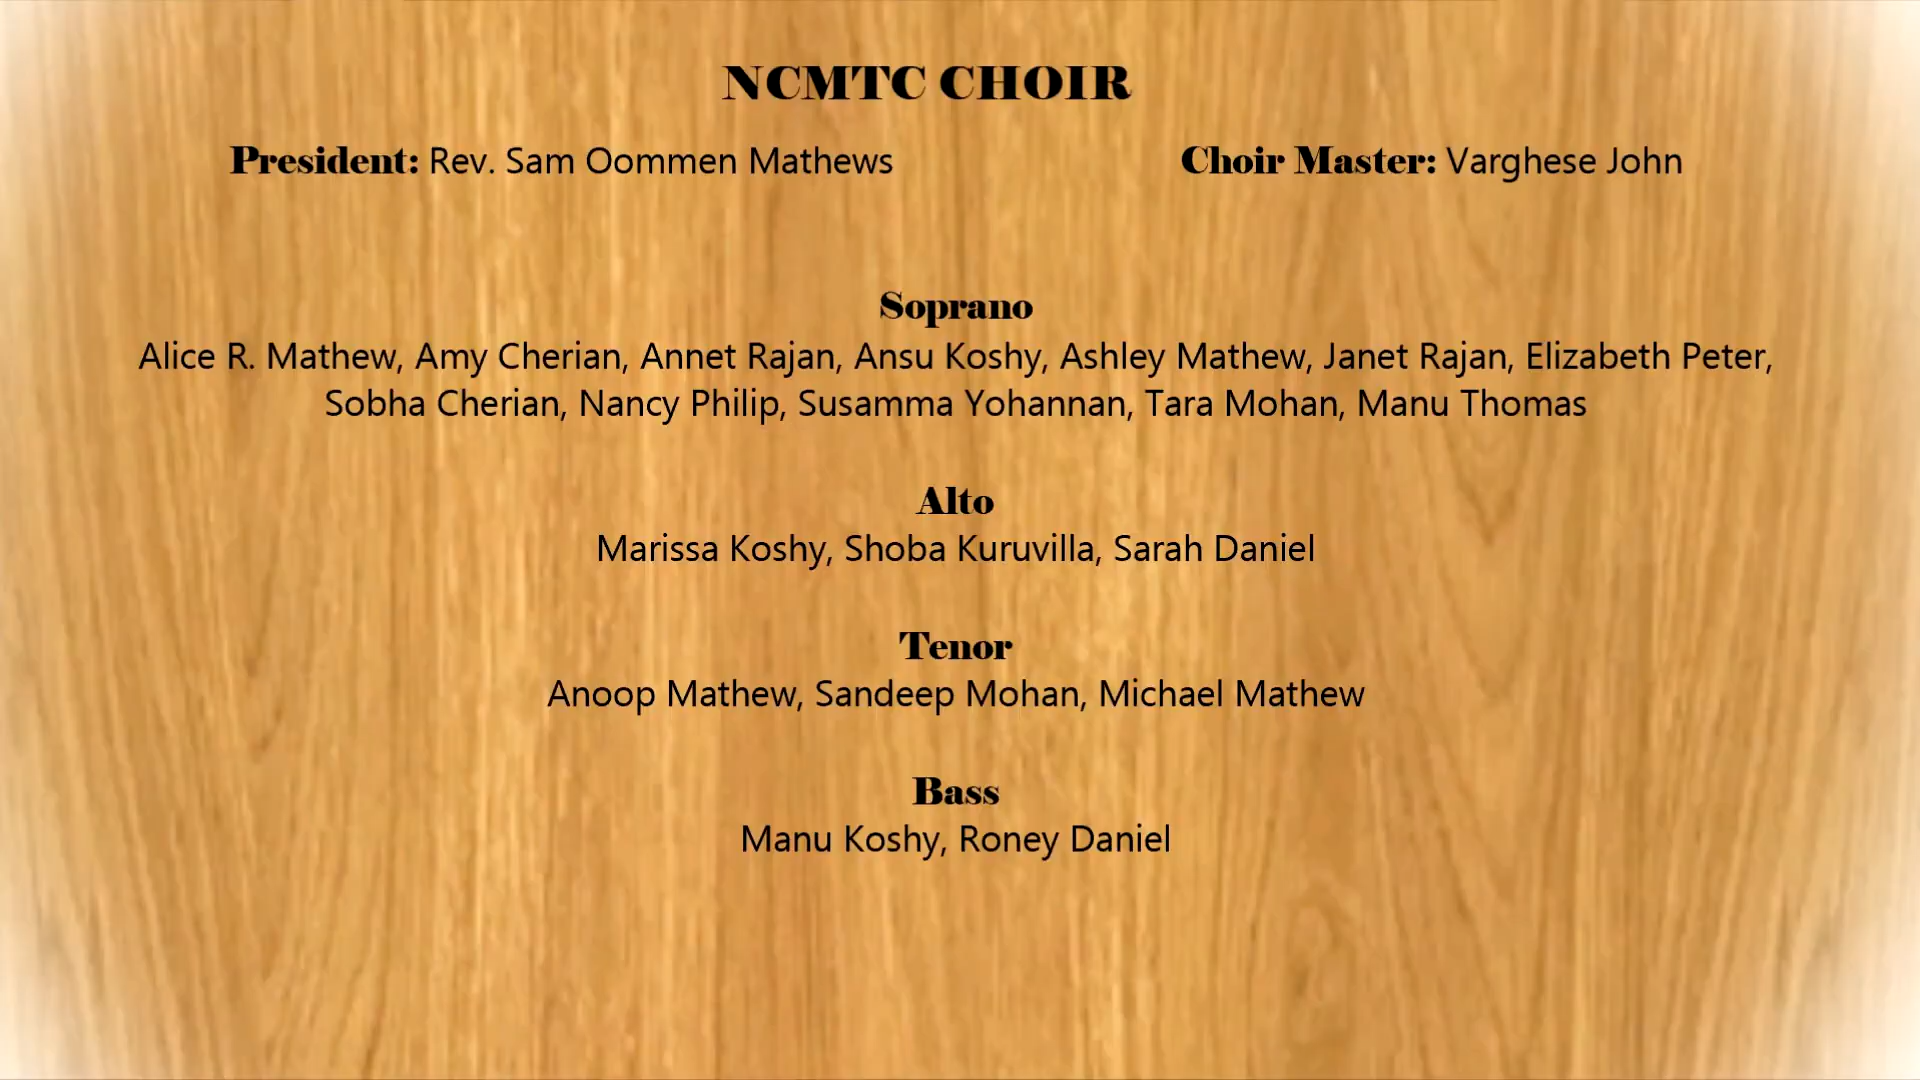 NCMTC CHOIR
President: Rev. Sam Oommen Mathews Choir Master: Varghese John
Soprano
Alice R. Mathew, Amy Cherian, Annet Rajan, Ansu Koshy, Ashley Mathew, Janet Rajan, Elizabeth Peter,
Sobha Cherian, Nancy Philip, Susamma Yohannan, Tara Mohan, Manu Thomas
Alto
Marissa Koshy, Shoba Kuruvilla, Sarah Daniel
Tenor
Anoop Mathew, Sandeep Mohan, Michael Mathew
Bass
Manu Koshy, Roney Daniel